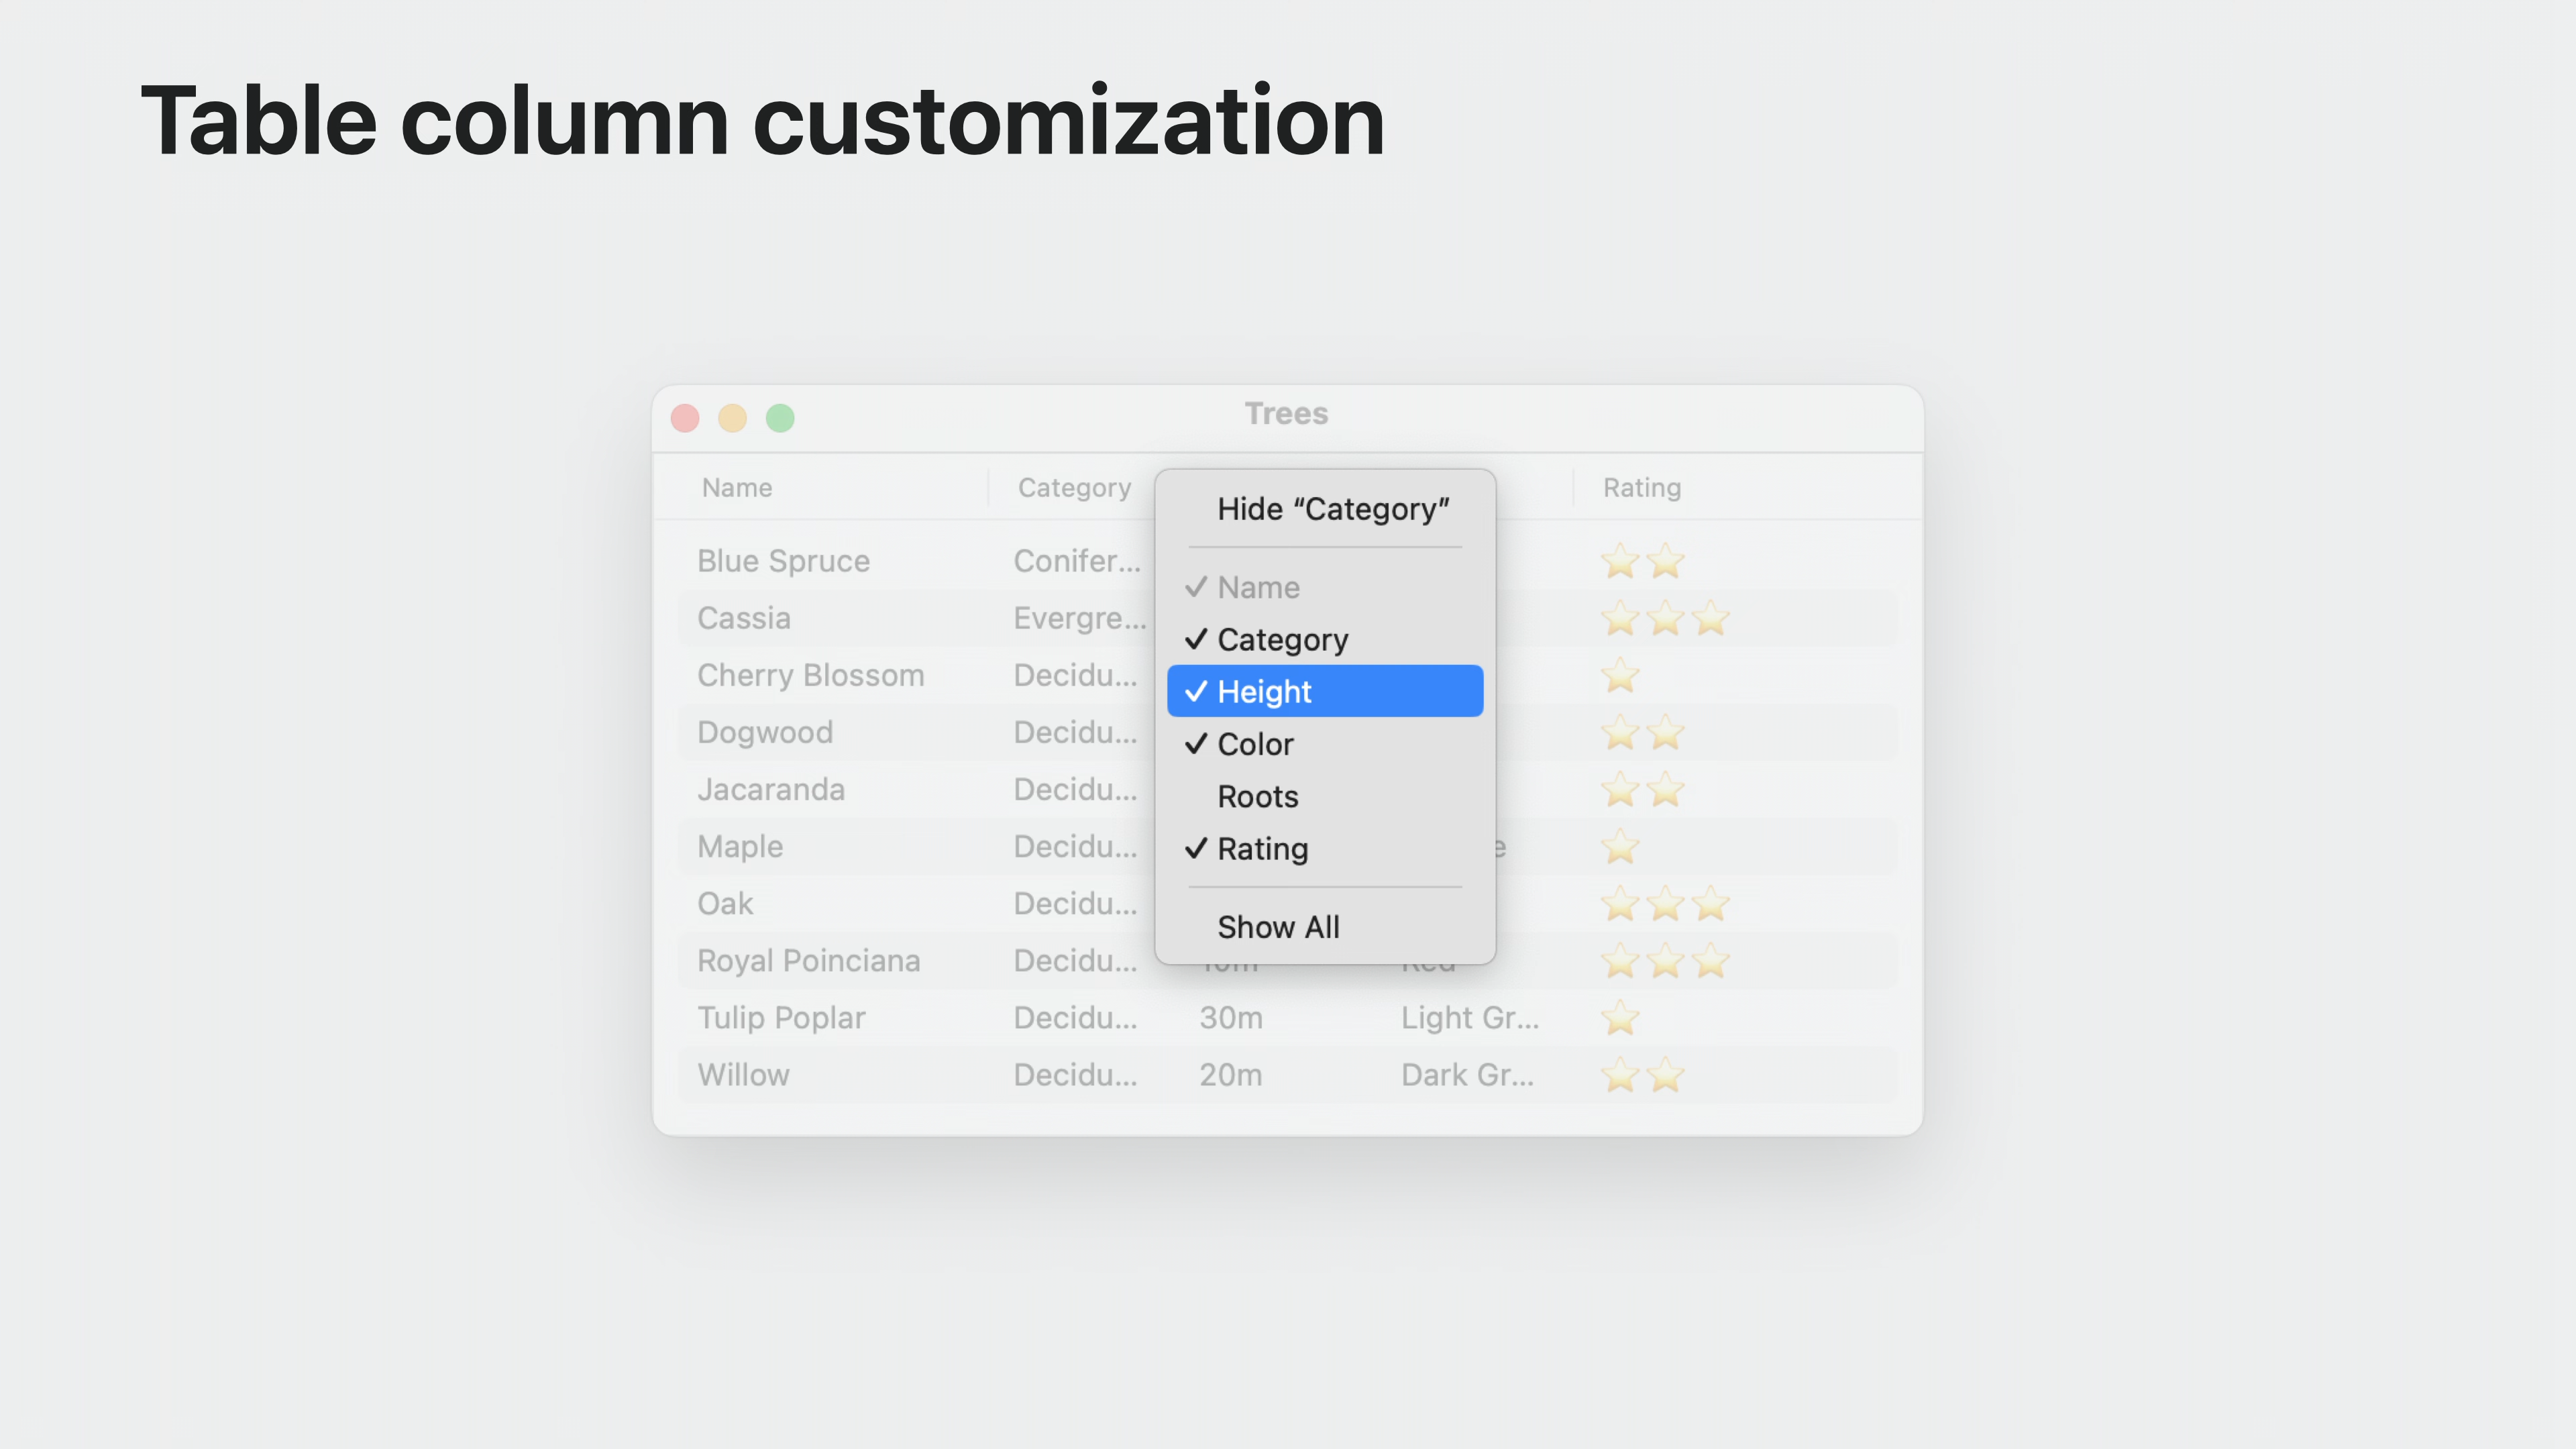 Table column customization
Trees
Name Category Rating
Hide “Category”
Name
Category
Height
Color
Roots
Rating
Show All
Blue Spruce Conifer... ⭐⭐
Cassia Evergre... ⭐⭐⭐
Cherry Blossom Decidu... ⭐
Dogwood Decidu... ⭐⭐
Jacaranda Decidu... ⭐⭐
Maple Decidu... ⭐
Oak Decidu... ⭐⭐⭐
Royal Poinciana Decidu... ⭐⭐⭐
Tulip Poplar Decidu... 30m Light Gr... ⭐
Willow Decidu... 20m Dark Gr... ⭐⭐